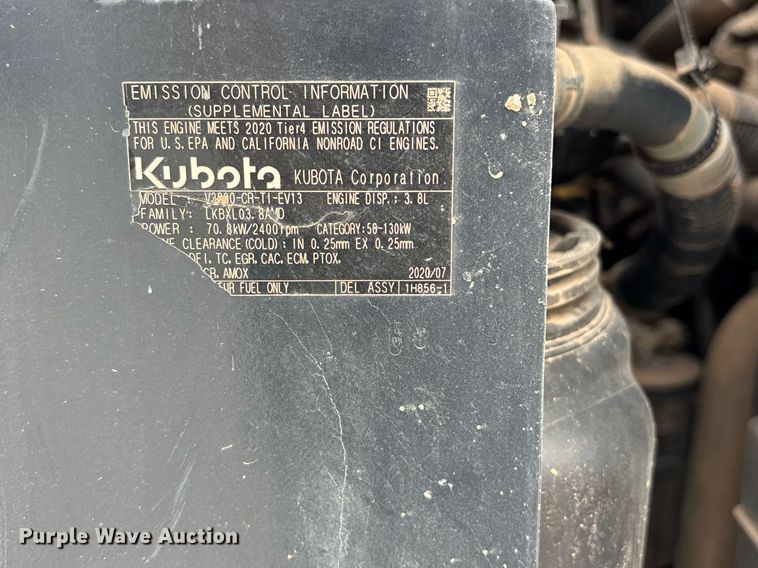 EMISSION CONTROL INFORMATION
(SUPPLEMENTAL LABEL)
THIS ENGINE MEETS 2020 Tier4 EMISSION REGULATIONS
FOR U.S. EPA AND CALIFORNIA NONROAD CI ENGINES.
Kubota KUBOTA Corporation
MODEL : ENGINE DISP.: 3.8L
FAMILY:
POWER : 70.8kW/2400rpm CATEGORY:56-130kW
CLEARANCE (COLD) : IN 0.25mm EX 0.25mm
DFI, TC, EGR, CAC, ECM, PTOX,
CR, AMOX 2020/07
FUEL ONLY DEL ASSY 1H856-1
Purple Wave Auction